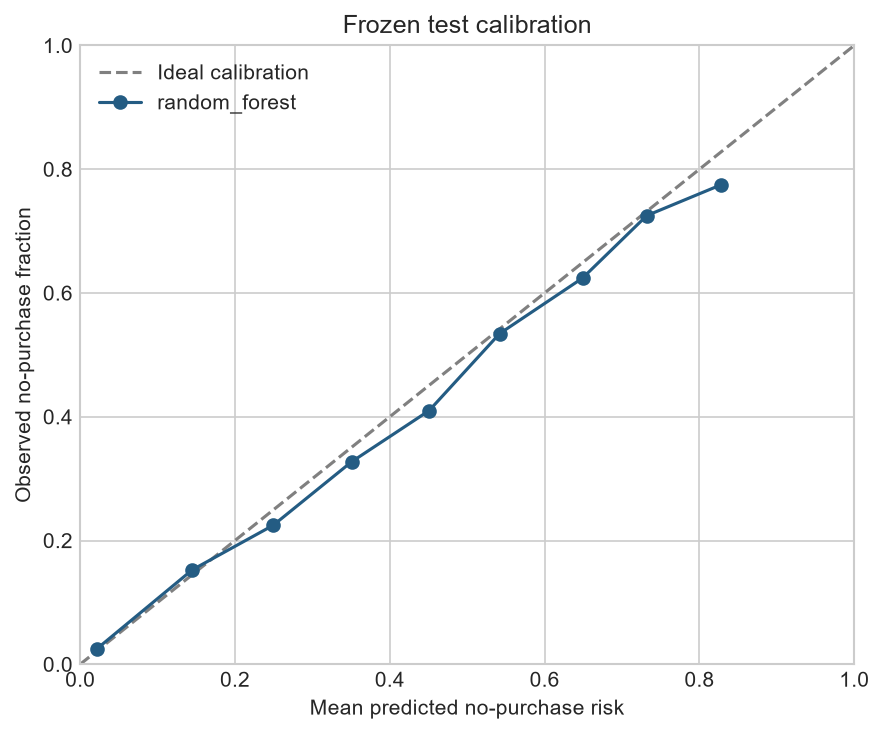 Frozen test calibration
Ideal calibration
random_forest
Observed no-purchase fraction
1.0
0.8
0.6
0.4
0.2
0.0
0.0 0.2 0.4 0.6 0.8 1.0
Mean predicted no-purchase risk